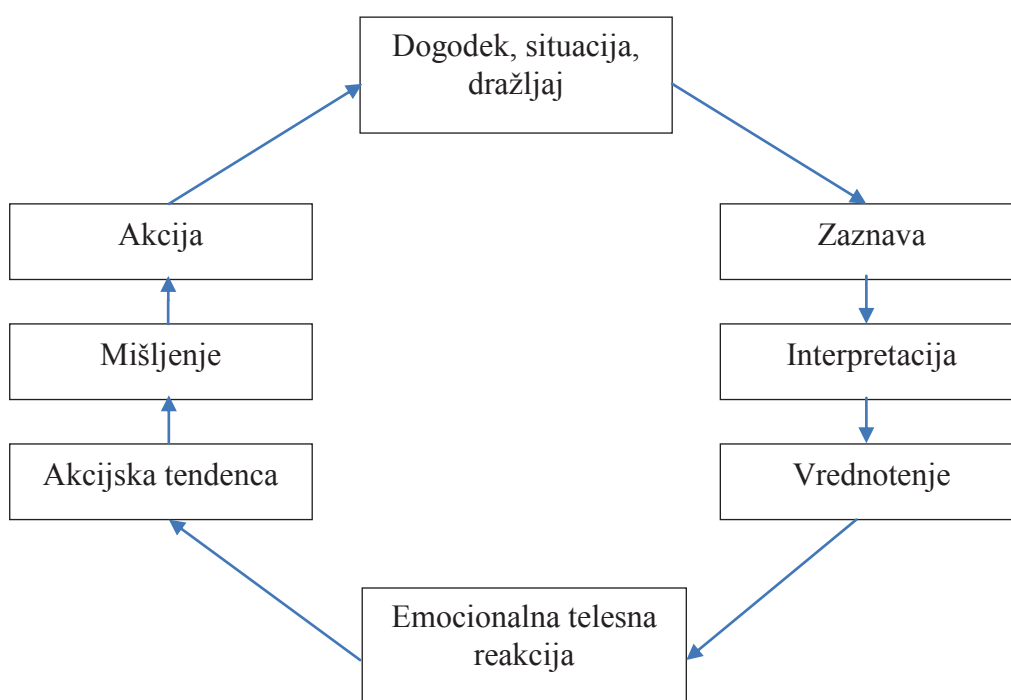 Dogodek, situacija,
dražljaj
Akcija
Zaznava
Mišljenje
Interpretacija
Akcijska tendenca
Vrednotenje
Emocionalna telesna
reakcija